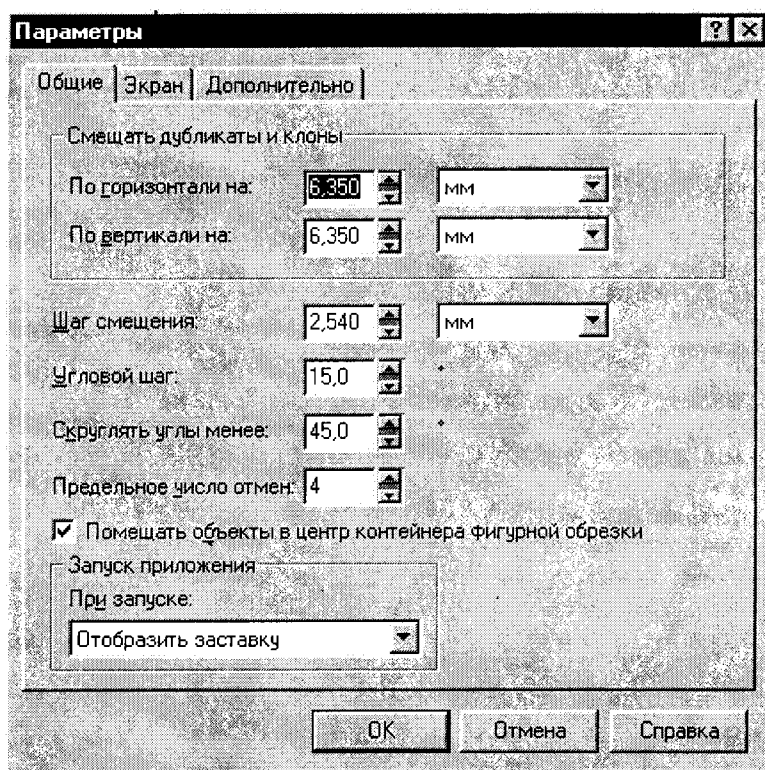 Параметры
Общие Экран Дополнительно
Смещать дубликаты и клоны
По горизонтали на: 6,350 мм
По вертикали на: 6,350 мм
Шаг смещения: 2,540 мм
Угловой шаг: 15,0 °
Скруглять углы менее: 45,0 °
Предельное число отмен: 4
Помещать объекты в центр контейнера фигурной обрезки
Запуск приложения
При запуске:
Отобразить заставку
OK Отмена Справка